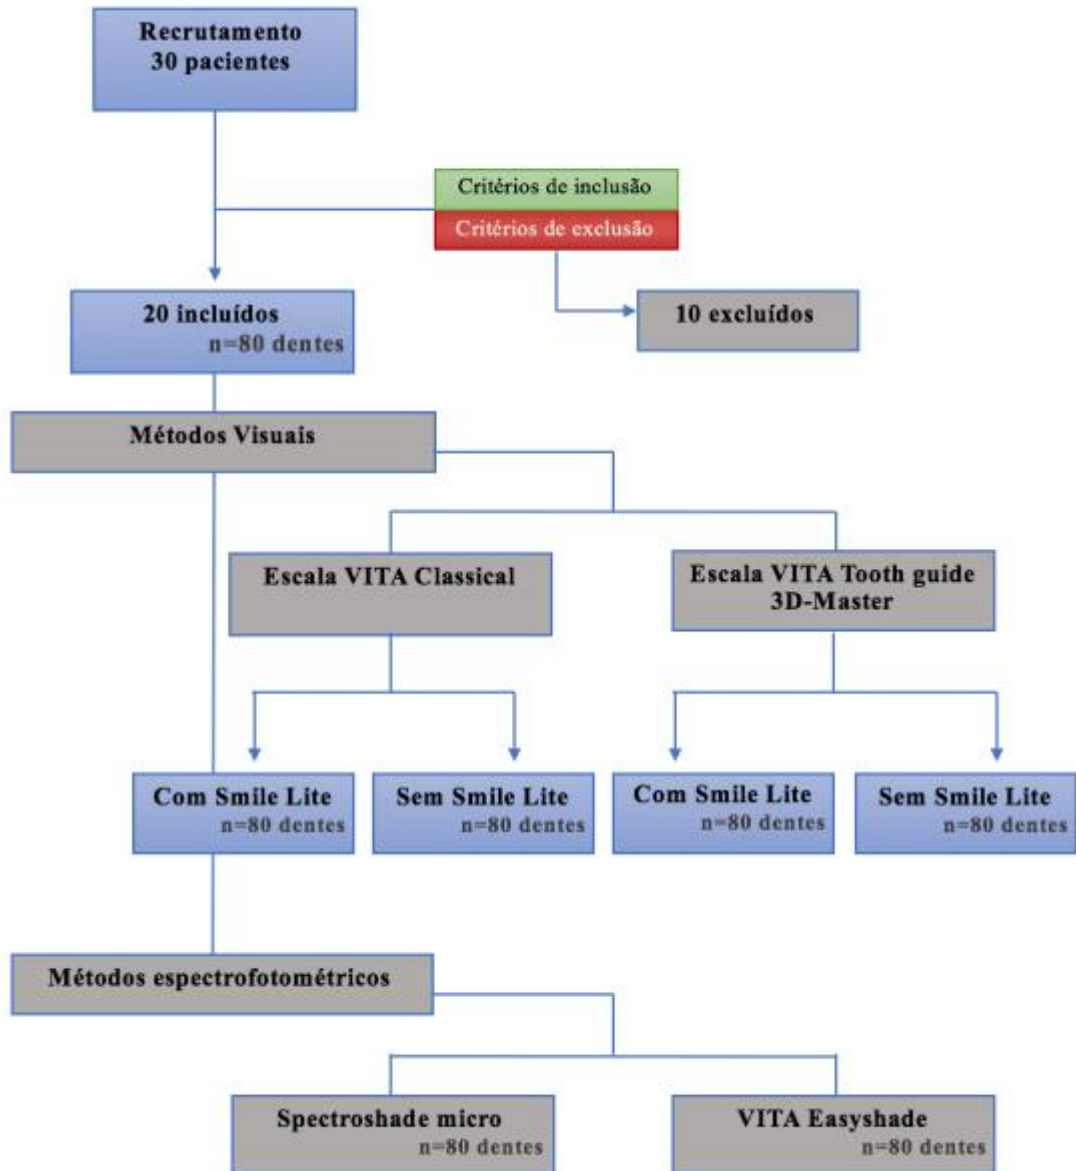 Recrutamento
30 pacientes
Critérios de inclusão
Critérios de exclusão
20 incluídos
n=80 dentes
10 excluídos
Métodos Visuais
Escala VITA Classical
Escala VITA Tooth guide
3D-Master
Com Smile Lite
n=80 dentes
Sem Smile Lite
n=80 dentes
Com Smile Lite
n=80 dentes
Sem Smile Lite
n=80 dentes
Métodos espectrofotométricos
Spectroshade micro
n=80 dentes
VITA Easyshade
n=80 dentes